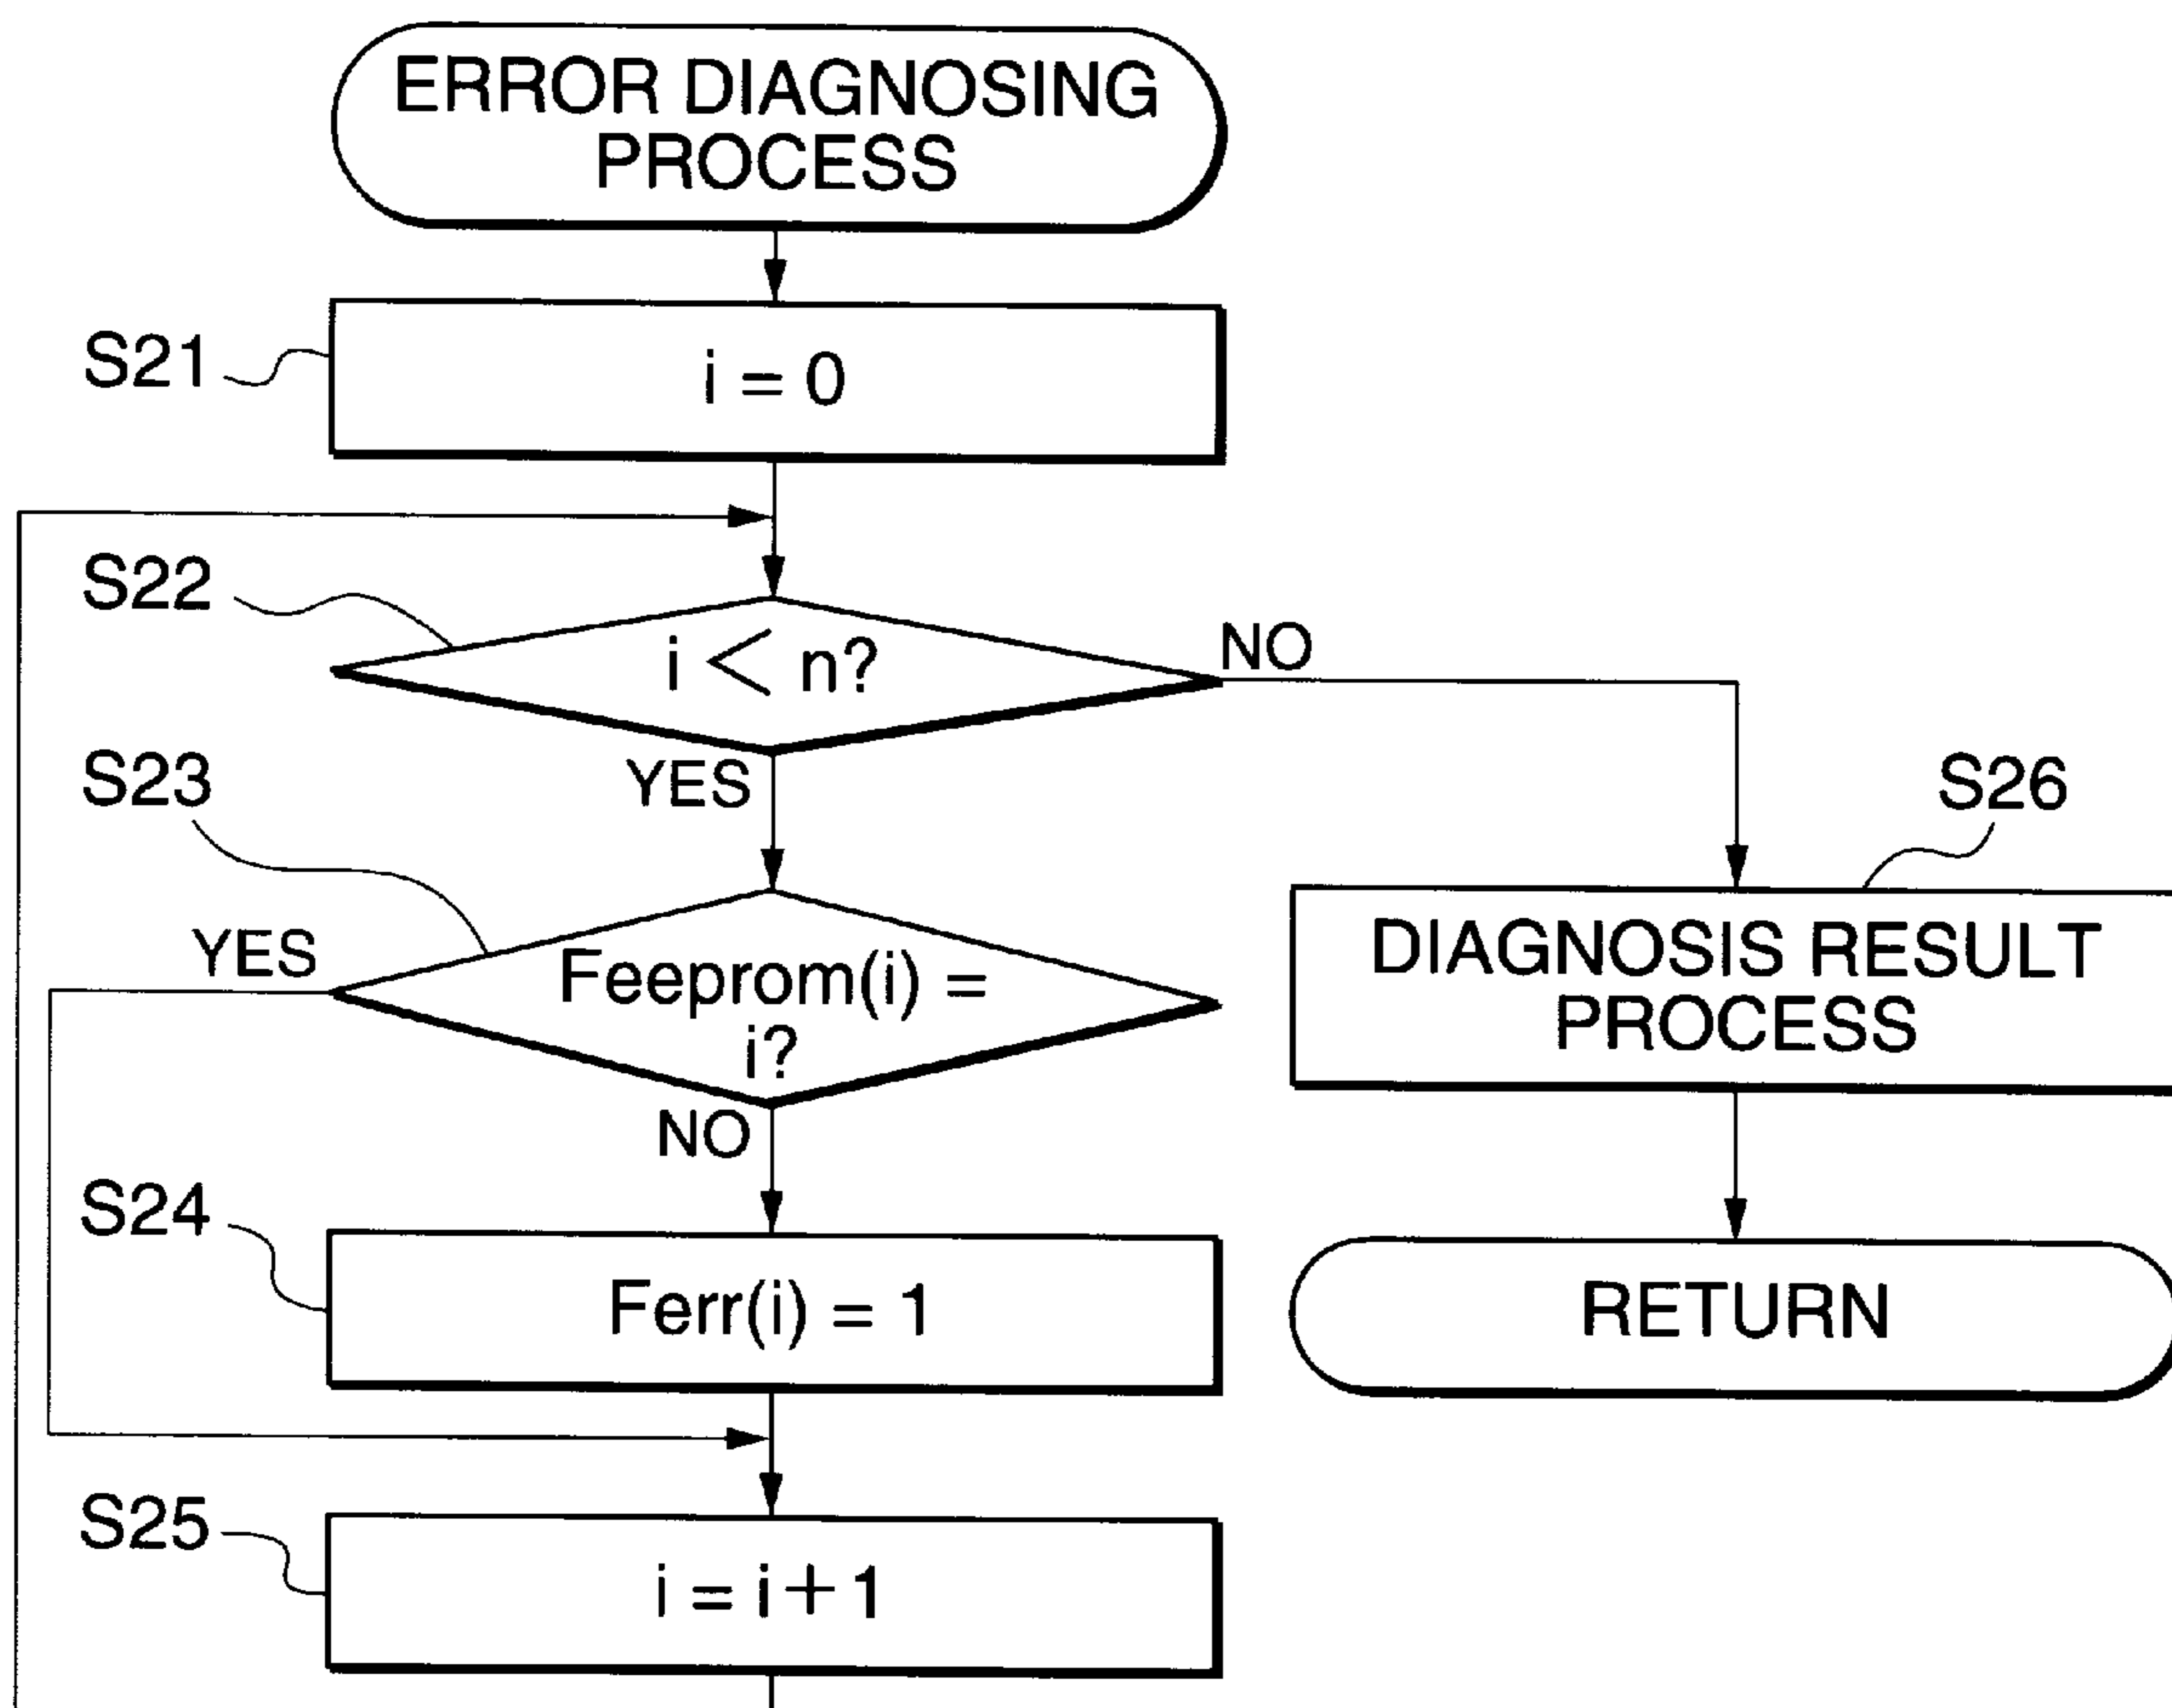 ERROR DIAGNOSING
PROCESS
S21
i = 0
S22
i < n?
NO
YES
S23
YES
Feeprom(i) =
i?
NO
S26
DIAGNOSIS RESULT
PROCESS
S24
Ferr(i) = 1
RETURN
S25
i = i + 1